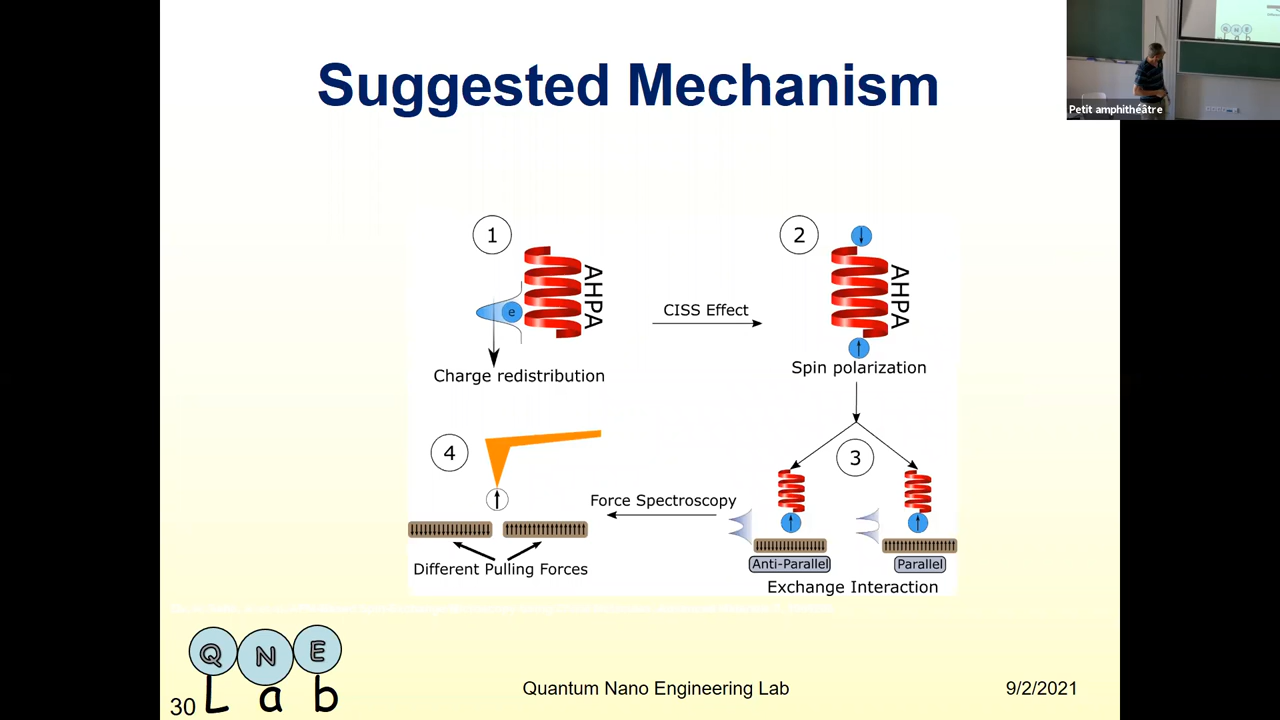 Suggested Mechanism
Petit amphithéâtre
1
AHPA
e
Charge redistribution
CISS Effect
2
AHPA
Spin polarization
3
Anti-Parallel
Parallel
Exchange Interaction
Force Spectroscopy
4
Different Pulling Forces
Q N E
Lab
30
Quantum Nano Engineering Lab
9/2/2021